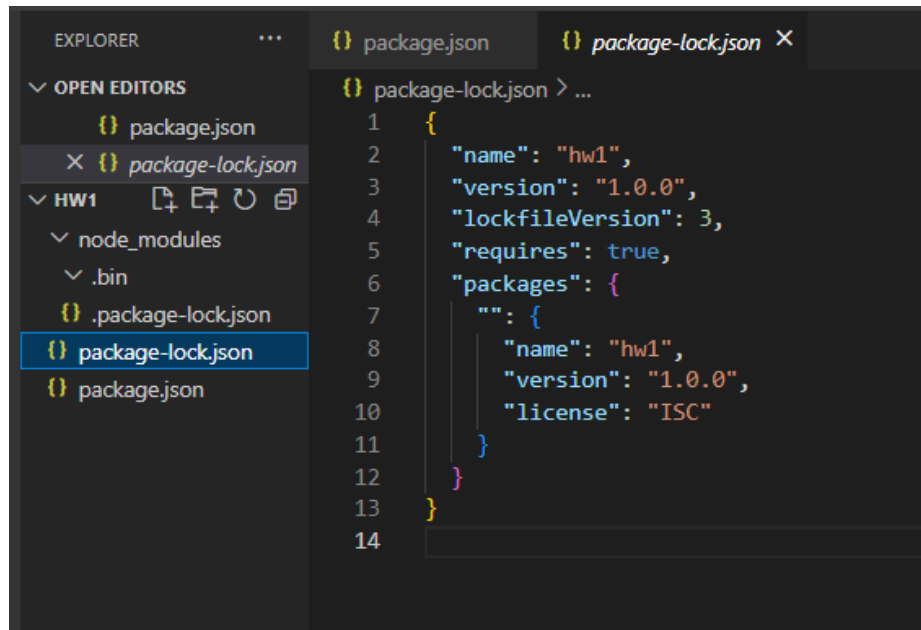 EXPLORER ...
OPEN EDITORS
{} package.json
{} package-lock.json
HW1
node_modules
.bin
{} .package-lock.json
{} package-lock.json
{} package.json
{} package.json {} package-lock.json
{} package-lock.json > ...
1 {
2 "name": "hw1",
3 "version": "1.0.0",
4 "lockfileVersion": 3,
5 "requires": true,
6 "packages": {
7 "": {
8 "name": "hw1",
9 "version": "1.0.0",
10 "license": "ISC"
11 }
12 }
13 }
14